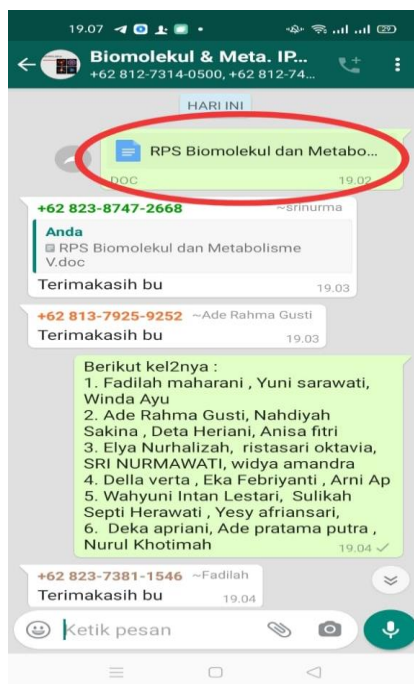 19.07
29
Biomolekul & Meta. IP...
+62 812-7314-0500, +62 812-74...
HARI INI
RPS Biomolekul dan Metabo...
DOC
19.02
+62 823-8747-2668 ~srinurma
Anda
RPS Biomolekul dan Metabolisme
V.doc
Terimakasih bu
19.03
+62 813-7925-9252 ~Ade Rahma Gusti
Terimakasih bu
19.03
Berikut kel2nya :
1. Fadilah maharani , Yuni sarawati,
Winda Ayu
2. Ade Rahma Gusti, Nahdiyah
Sakina , Deta Heriani, Anisa fitri
3. Elya Nurhalizah, ristasari oktavia,
SRI NURMAWATI, widya amandra
4. Della verta , Eka Febriyanti , Arni Ap
5. Wahyuni Intan Lestari, Sulikah
Septi Herawati , Yesy afriansari,
6. Deka apriani, Ade pratama putra ,
Nurul Khotimah
19.04
+62 823-7381-1546 ~Fadilah
Terimakasih bu
19.04
Ketik pesan